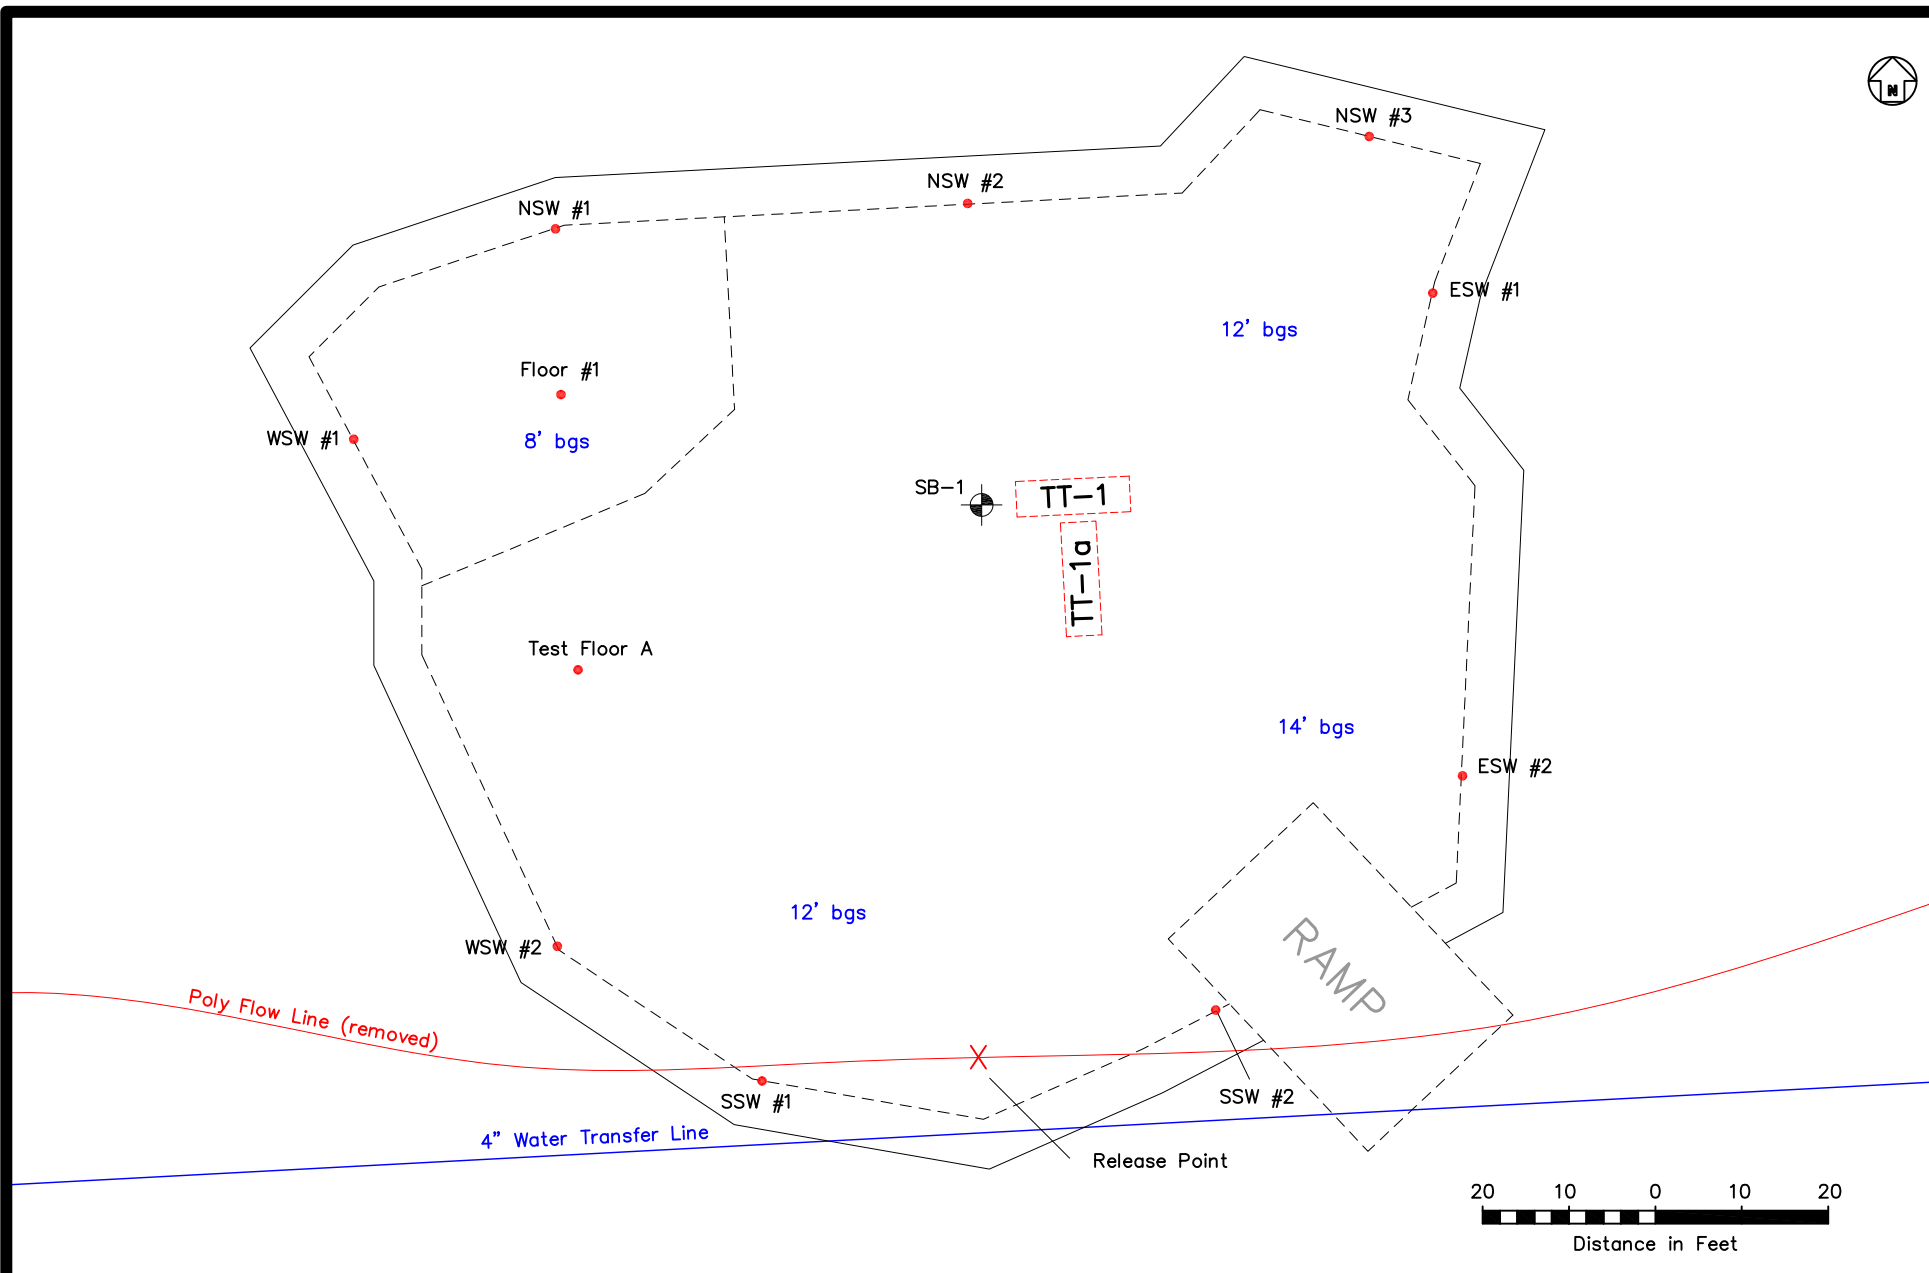 N
NSW #3
NSW #2
NSW #1
ESW #1
12' bgs
Floor #1
WSW #1
8' bgs
SB-1
TT-1
TT-1a
Test Floor A
14' bgs
ESW #2
12' bgs
WSW #2
RAMP
Poly Flow Line (removed)
SSW #1
SSW #2
4" Water Transfer Line
Release Point
20 10 0 10 20
Distance in Feet